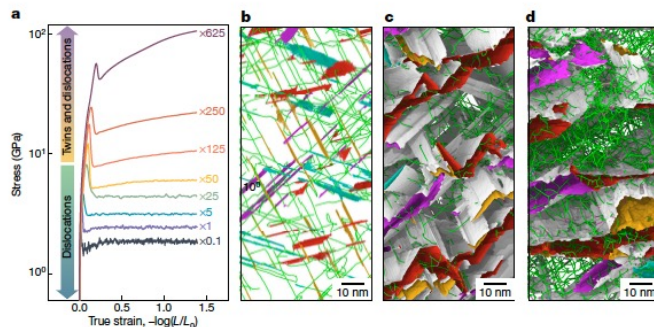 a
b
c
d
10²
10¹
10⁰
Stress (GPa)
Twins and dislocations
Dislocations
×625
×250
×125
×50
×25
×5
×1
×0.1
0.0 0.5 1.0 1.5
True strain, –log(L/L₀)
10⁰
10 nm
10 nm
10 nm